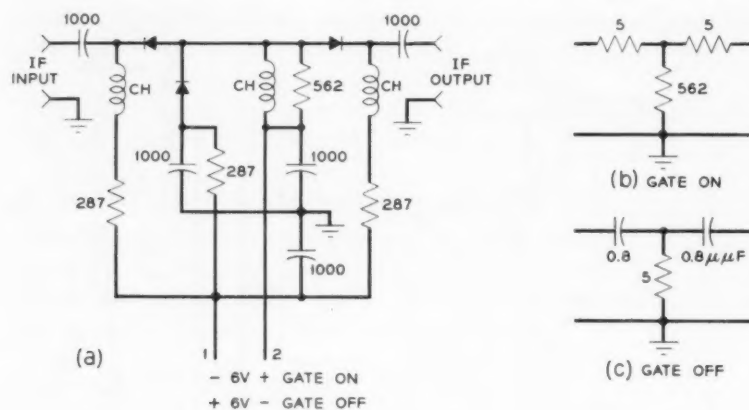 1000
1000
IF
INPUT
CH
CH
562
CH
IF
OUTPUT
1000
287
1000
287
287
1000
(a)
1 2
− 6V + GATE ON
+ 6V − GATE OFF
5 5
562
(b) GATE ON
0.8 0.8μμF
5
(c) GATE OFF